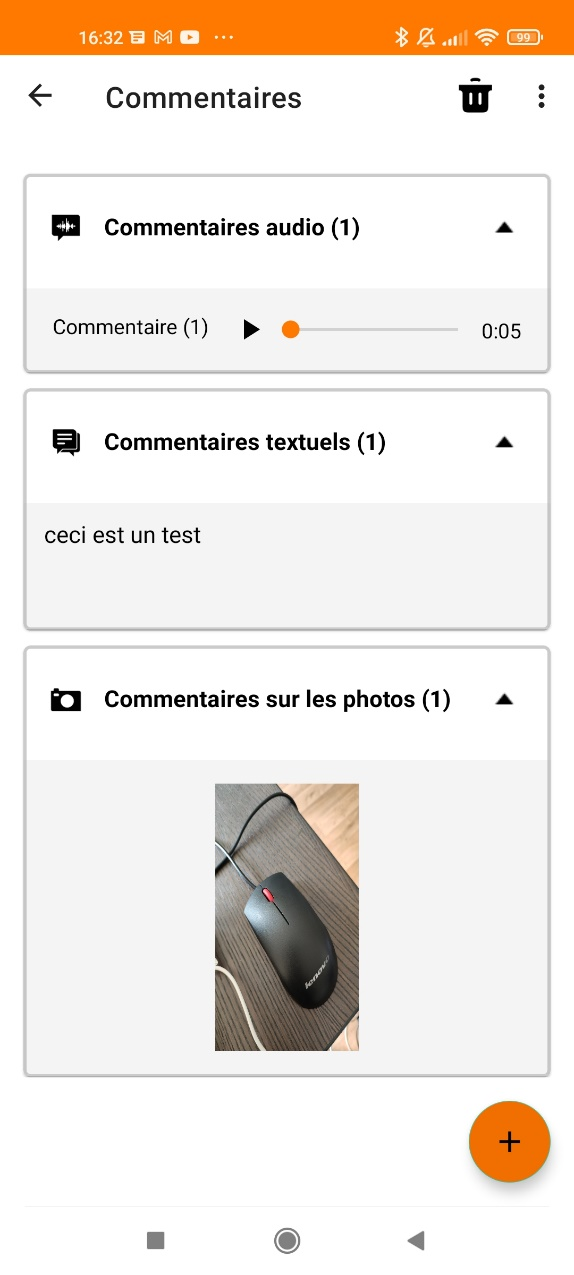 16:32
99
Commentaires
Commentaires audio (1)
Commentaire (1)
0:05
Commentaires textuels (1)
ceci est un test
Commentaires sur les photos (1)
lenovo